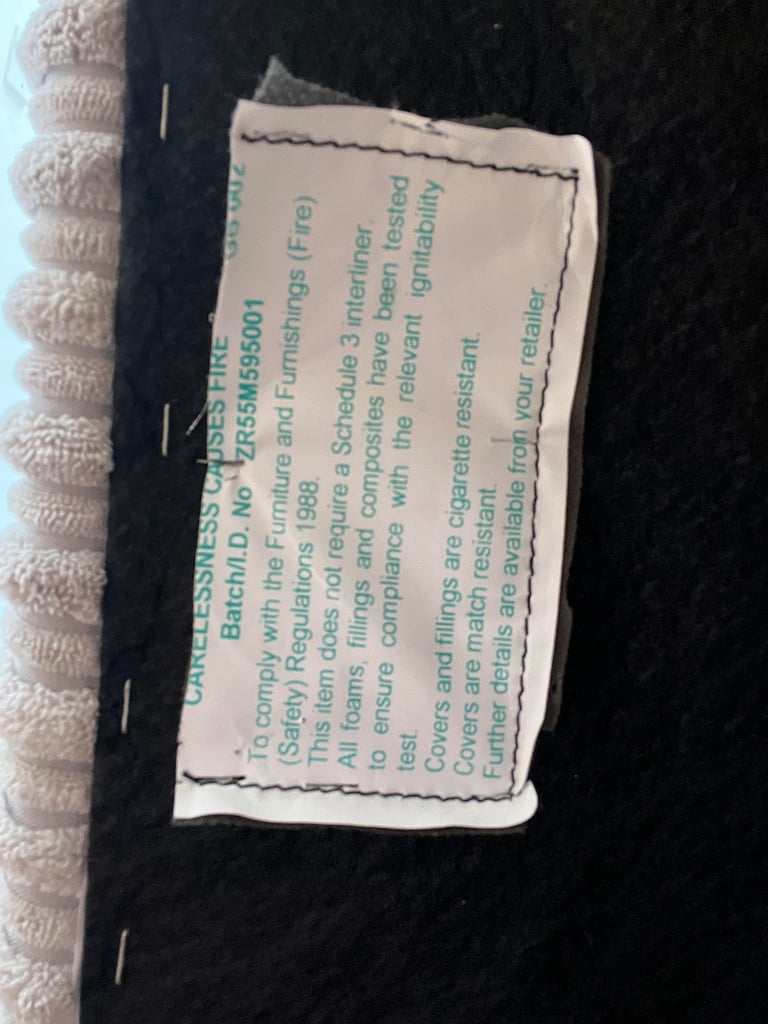 CARELESSNESS CAUSES FIRE
Batch/I.D. No ZR55M595001
To comply with the Furniture and Furnishings (Fire)
(Safety) Regulations 1988.
This item does not require a Schedule 3 interliner.
All foams, fillings and composites have been tested
to ensure compliance with the relevant ignitability
test.
Covers and fillings are cigarette resistant.
Covers are match resistant.
Further details are available from your retailer.